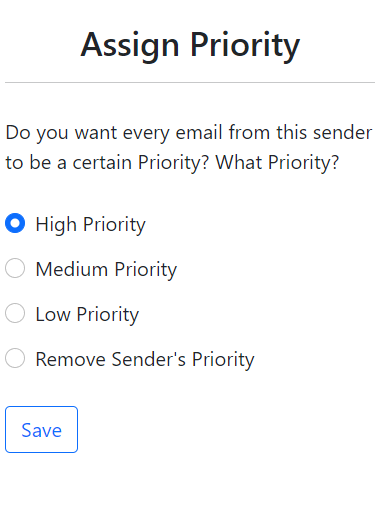 Assign Priority
Do you want every email from this sender
to be a certain Priority? What Priority?
High Priority
Medium Priority
Low Priority
Remove Sender's Priority
Save